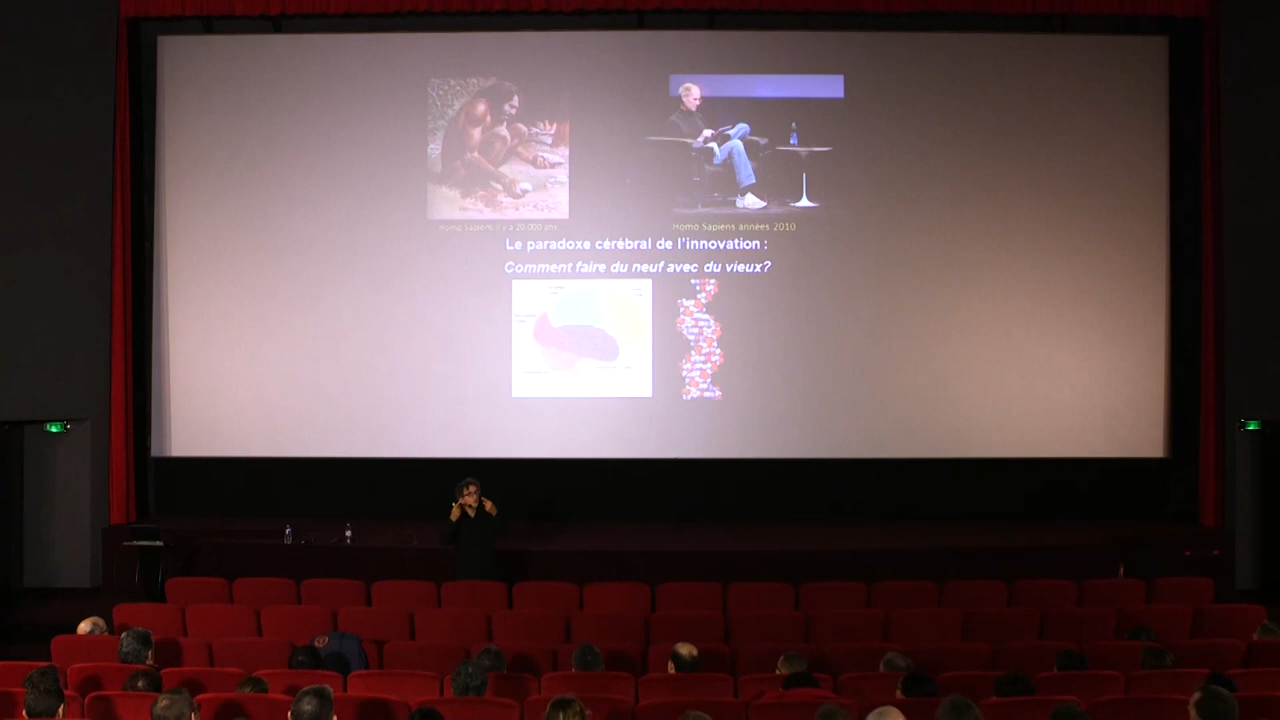 Homo Sapiens il y a 20 000 ans
Homo Sapiens années 2010
Le paradoxe cérébral de l'innovation :
Comment faire du neuf avec du vieux?